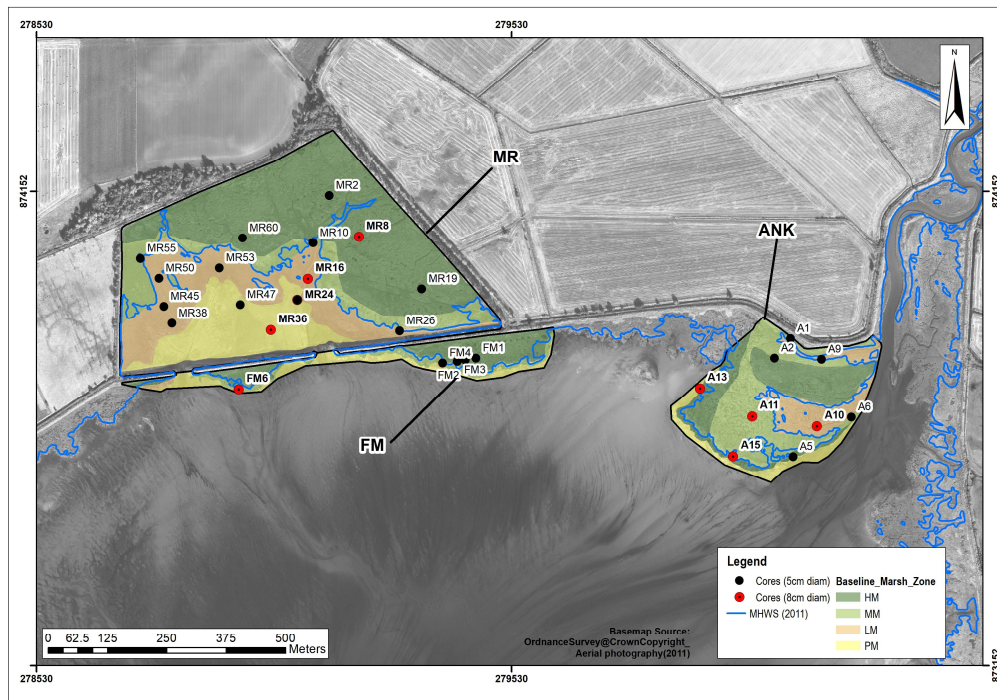 278530
279530
N
874152
874152
MR
MR2
MR60
MR10
MR8
MR55
MR53
MR50
MR16
MR19
MR45
MR47
MR24
MR38
MR36
MR26
FM1
FM4
FM2
FM3
FM6
FM
ANK
A1
A2
A9
A13
A11
A10
A6
A15
A5
Legend
Cores (5cm diam)
Cores (8cm diam)
MHWS (2011)
Baseline_Marsh_Zone
HM
MM
LM
PM
0 62.5 125 250 375 500
Meters
Basemap Source:
OrdnanceSurvey@CrownCopyright_
Aerial photography(2011)
873152
278530
279530